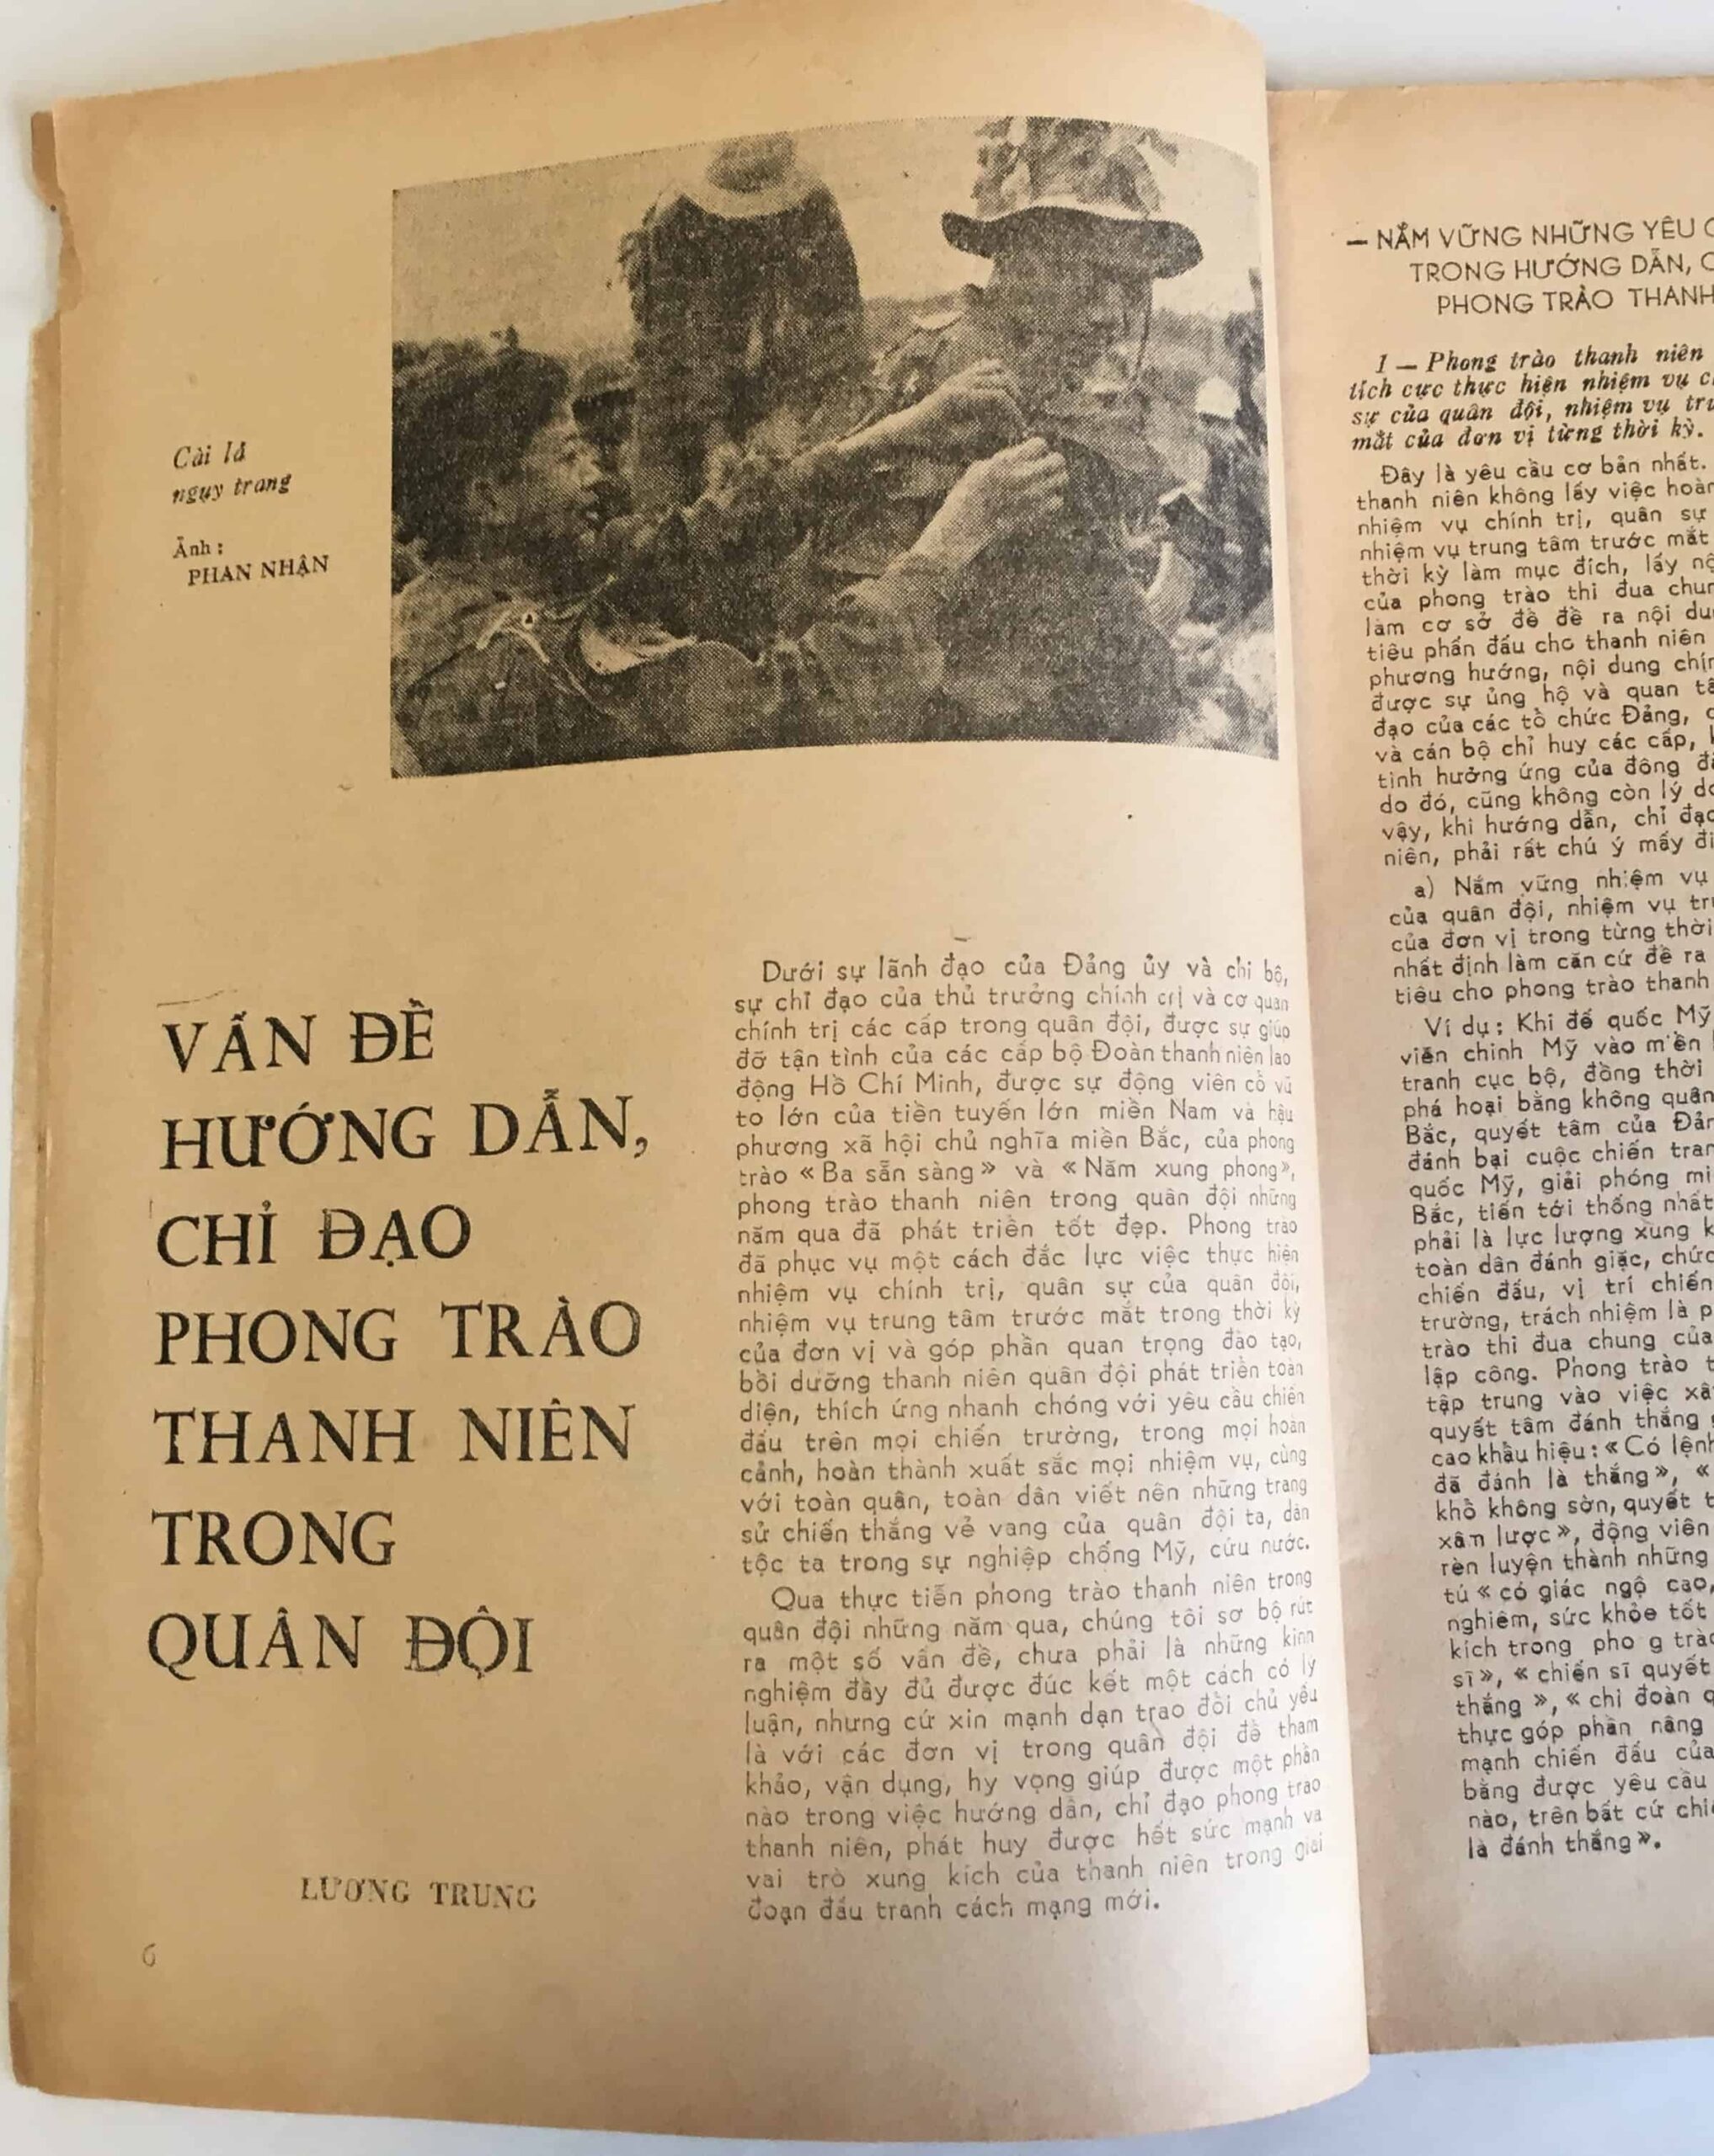 Cài lá
ngụy trang
Ảnh :
PHAN NHẬN
VẤN ĐỀ
HƯỚNG DẪN,
CHỈ ĐẠO
PHONG TRÀO
THANH NIÊN
TRONG
QUÂN ĐỘI
LƯƠNG TRUNG
Dưới sự lãnh đạo của Đảng ủy và chi bộ,
sự chỉ đạo của thủ trưởng chính trị và cơ quan
chính trị các cấp trong quân đội, được sự giúp
đỡ tận tình của các cấp bộ Đoàn thanh niên lao
động Hồ Chí Minh, được sự động viên cổ vũ
to lớn của tiền tuyến lớn miền Nam và hậu
phương xã hội chủ nghĩa miền Bắc, của phong
trào « Ba sẵn sàng » và « Năm xung phong»,
phong trào thanh niên trong quân đội những
năm qua đã phát triển tốt đẹp. Phong trào
đã phục vụ một cách đắc lực việc thực hiện
nhiệm vụ chính trị, quân sự của quân đội,
nhiệm vụ trung tâm trước mắt trong thời kỳ
của đơn vị và góp phần quan trọng đào tạo,
bồi dưỡng thanh niên quân đội phát triển toàn
diện, thích ứng nhanh chóng với yêu cầu chiến
đấu trên mọi chiến trường, trong mọi hoàn
cảnh, hoàn thành xuất sắc mọi nhiệm vụ, cùng
với toàn quân, toàn dân viết nên những trang
sử chiến thắng vẻ vang của quân đội ta, dân
tộc ta trong sự nghiệp chống Mỹ, cứu nước.
Qua thực tiễn phong trào thanh niên trong
quân đội những năm qua, chúng tôi sơ bộ rút
ra một số vấn đề, chưa phải là những kinh
nghiệm đầy đủ được đúc kết một cách có lý
luận, nhưng cứ xin mạnh dạn trao đổi chủ yếu
là với các đơn vị trong quân đội để tham
khảo, vận dụng, hy vọng giúp được một phần
nào trong việc hướng dẫn, chỉ đạo phong trào
thanh niên, phát huy được hết sức mạnh và
vai trò xung kích của thanh niên trong giai
đoạn đấu tranh cách mạng mới.
6
— NẮM VỮNG NHỮNG YÊU
TRONG HƯỚNG DẪN,
PHONG TRÀO THANH
1 — Phong trào thanh niên
tích cực thực hiện nhiệm vụ
sự của quân đội, nhiệm vụ
mắt của đơn vị từng thời kỳ.
Đây là yêu cầu cơ bản nhất.
thanh niên không lấy việc hoàn
nhiệm vụ chính trị, quân sự
nhiệm vụ trung tâm trước mắt
thời kỳ làm mục đích, lấy
của phong trào thi đua
làm cơ sở để đề ra nội
tiêu phấn đấu cho thanh niên
phương hướng, nội dung
được sự ủng hộ và quan
đạo của các tổ chức Đảng,
và cán bộ chỉ huy các cấp,
tình hưởng ứng của đông
do đó, cũng không còn lý
vậy, khi hướng dẫn, chỉ
niên, phải rất chú ý mấy
a) Nắm vững nhiệm vụ
của quân đội, nhiệm vụ
của đơn vị trong từng thời
nhất định làm căn cứ đề ra
tiêu cho phong trào thanh
Ví dụ : Khi đế quốc Mỹ
viễn chinh Mỹ vào miền
tranh cục bộ, đồng thời
phá hoại bằng không quân
Bắc, quyết tâm của
đánh bại cuộc chiến
quốc Mỹ, giải phóng
Bắc, tiến tới thống nhất
phải là lực lượng xung
toàn dân đánh giặc,
chiến đấu, vị trí chiến
trường, trách nhiệm là
trào thi đua chung của
lập công. Phong trào
tập trung vào việc
quyết tâm đánh thắng
cao khẩu hiệu : « Có lệnh
đã đánh là thắng», «
khổ không sờn, quyết
xâm lược», động viên
rèn luyện thành những
tú « có giác ngộ cao,
nghiêm, sức khỏe tốt
kích trong pho g
sĩ», « chiến sĩ quyết
thắng », « chi đoàn
thực góp phần nâng
mạnh chiến đấu của
bằng được yêu cầu
nào, trên bất cứ
là đánh thắng».